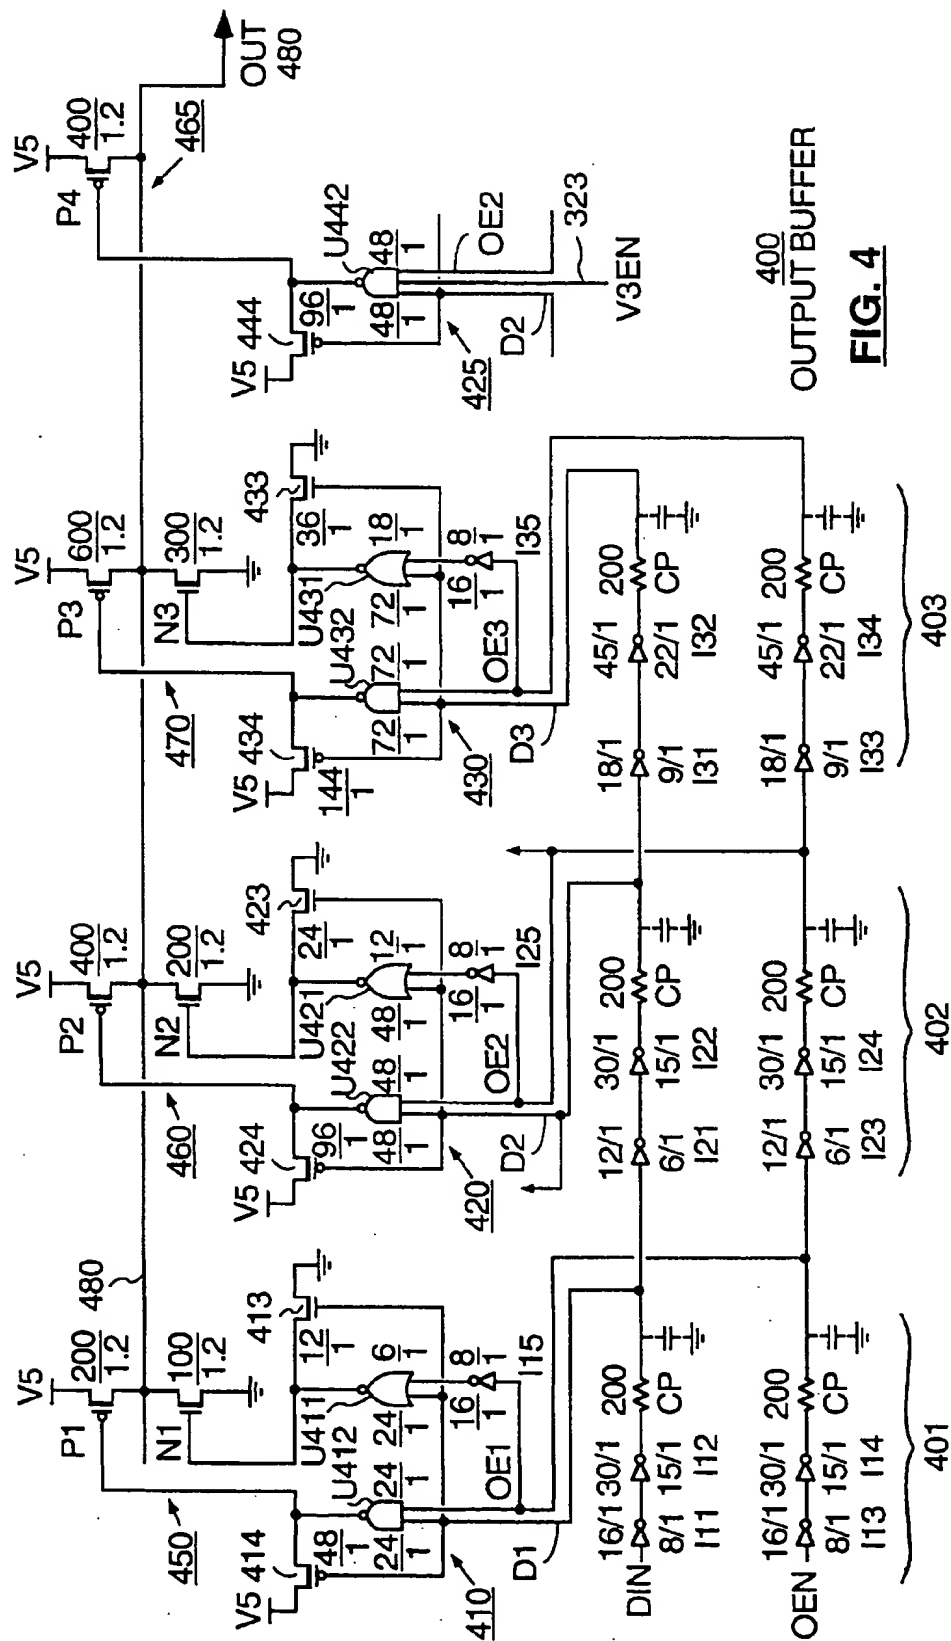 V5
P1
200
1.2
480
N1
100
1.2
450
V5
414
48
1
U412
24
1
24
1
U411
24
1
12
1
6
1
413
16
1
8
1
I15
OE1
410
D1
DIN
16/1
8/1
I11
30/1
15/1
I12
200
CP
OEN
16/1
8/1
I13
30/1
15/1
I14
200
CP
401
V5
P2
400
1.2
N2
200
1.2
460
V5
424
96
1
U422
48
1
48
1
U421
48
1
24
1
12
1
423
16
1
8
1
I25
OE2
420
D2
12/1
6/1
I21
30/1
15/1
I22
200
CP
12/1
6/1
I23
30/1
15/1
I24
200
CP
402
V5
P3
600
1.2
N3
300
1.2
470
V5
434
144
1
U432
72
1
72
1
U431
72
1
36
1
18
1
433
16
1
8
1
I35
OE3
430
D3
18/1
9/1
I31
45/1
22/1
I32
200
CP
18/1
9/1
I33
45/1
22/1
I34
200
CP
403
V5
P4
400
1.2
465
OUT
480
V5
444
96
1
U442
48
1
48
1
425
D2
OE2
323
V3EN
400
OUTPUT BUFFER
FIG. 4